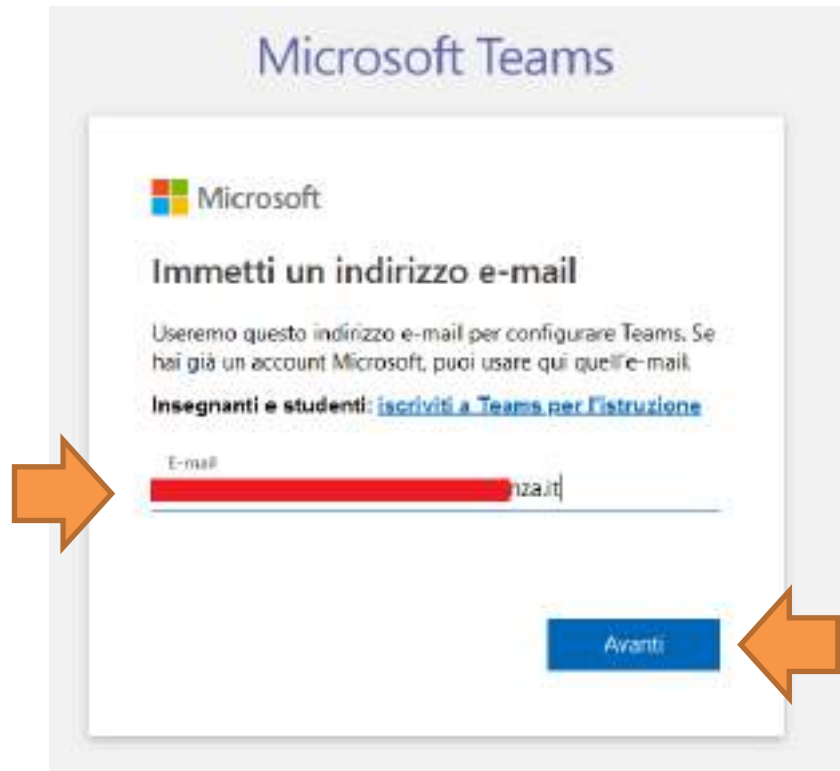 Microsoft Teams
Microsoft
Immetti un indirizzo e-mail
Useremo questo indirizzo e-mail per configurare Teams. Se
hai già un account Microsoft, puoi usare qui quell'e-mail.
Insegnanti e studenti: iscriviti a Teams per l'istruzione
E-mail
nza.it
Avanti